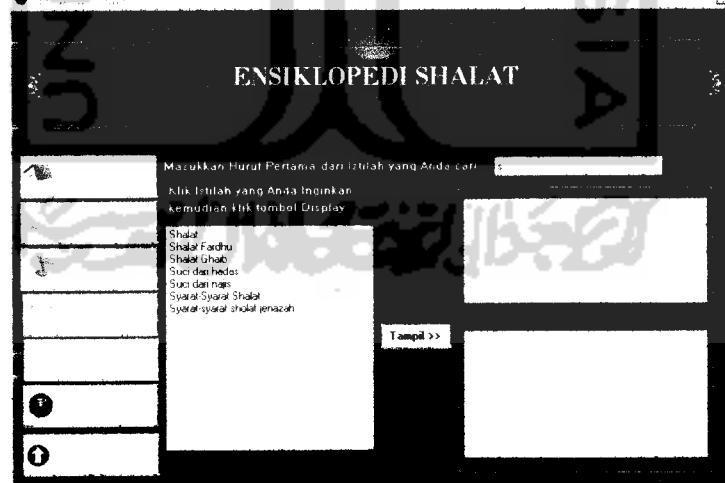 ENSIKLOPEDI SHALAT
Masukkan Huruf Pertama dari Istilah yang Anda cari
s
Klik Istilah yang Anda Inginkan
kemudian klik tombol Display
Shalat
Shalat Fardhu
Shalat Ghaib
Suci dari hadas
Suci dari najis
Syarat-Syarat Shalat
Syarat-syarat sholat jenazah
Tampil >>